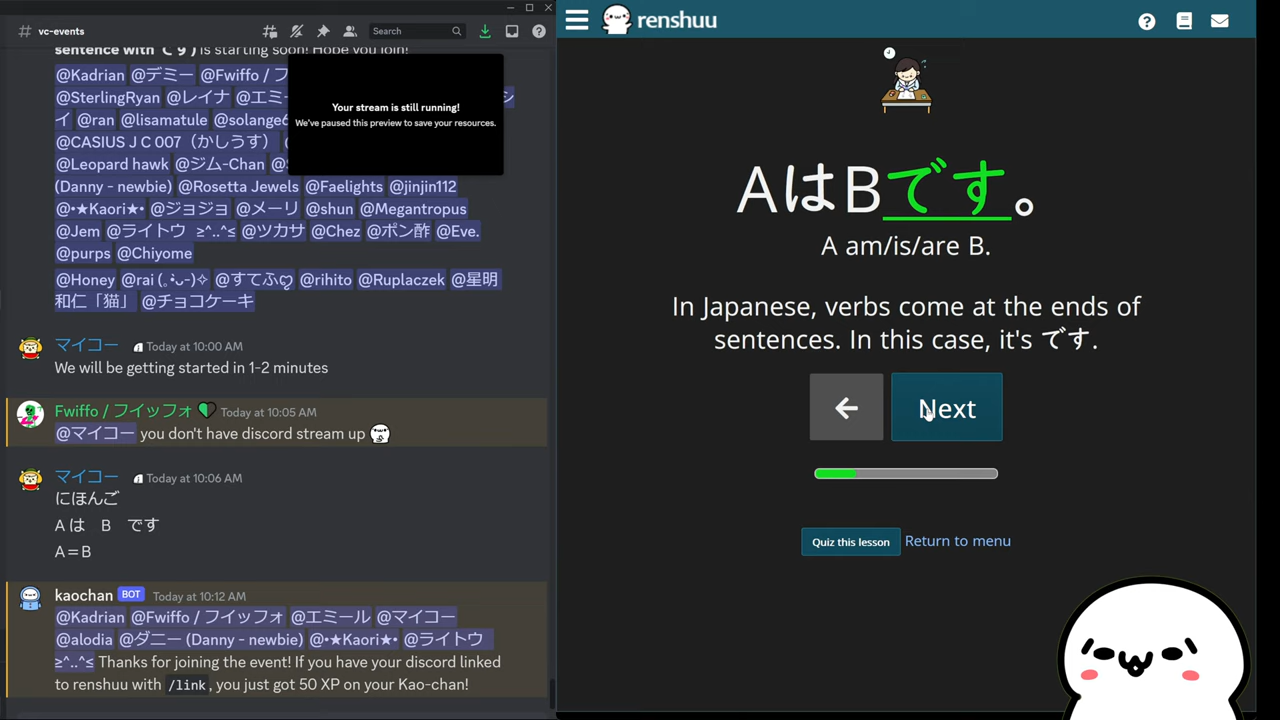 vc-events
Search
sentence with です) is starting soon! Hope you join!
@Kadrian @デミー @Fwiffo / フ
@SterlingRyan @レイナ @エミー
シ
イ @ran @lisamatule @solange
@CASIUS J C 007（かしうす）
@Leopard hawk @ジム-Chan
(Danny - newbie) @Rosetta Jewels @Faelights @jinjin112
@•★Kaori★• @ジョジョ @メーリ @shun @Megantropus
@Jem @ライトウ ≥^..^≤ @ツカサ @Chez @ポン酢 @Eve.
@purps @Chiyome
@Honey @rai (｡•̀ᴗ-)✧ @すてふღ @rihito @Ruplaczek @星明
和仁「猫」 @チョコケーキ
Your stream is still running!
We've paused this preview to save your resources.
マイコー Today at 10:00 AM
We will be getting started in 1-2 minutes
Fwiffo / フイッフォ Today at 10:05 AM
@マイコー you don't have discord stream up
マイコー Today at 10:06 AM
にほんご
A は　B　です
A＝B
kaochan BOT Today at 10:12 AM
@Kadrian @Fwiffo / フイッフォ @エミール @マイコー
@alodia @ダニー (Danny - newbie) @•★Kaori★• @ライトウ
≥^..^≤ Thanks for joining the event! If you have your discord linked
to renshuu with /link, you just got 50 XP on your Kao-chan!
renshuu
AはBです。
A am/is/are B.
In Japanese, verbs come at the ends of
sentences. In this case, it's です.
Next
Quiz this lesson Return to menu